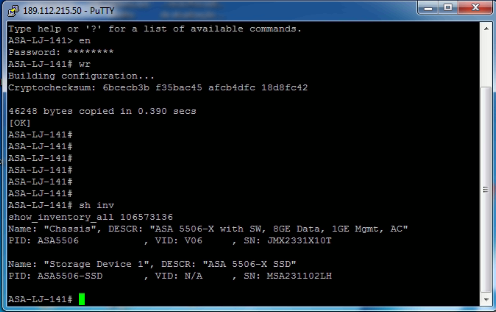 189.112.215.50 - PuTTY
Type help or '?' for a list of available commands.
ASA-LJ-141> en
Password: ********
ASA-LJ-141# wr
Building configuration...
Cryptochecksum: 6bcecb3b f35bac45 afcb4dfc 18d8fc42
46248 bytes copied in 0.390 secs
[OK]
ASA-LJ-141#
ASA-LJ-141#
ASA-LJ-141#
ASA-LJ-141#
ASA-LJ-141#
ASA-LJ-141#
ASA-LJ-141# sh inv
show_inventory_all 106573136
Name: "Chassis", DESCR: "ASA 5506-X with SW, 8GE Data, 1GE Mgmt, AC"
PID: ASA5506 , VID: V06 , SN: JMX2331X10T
Name: "Storage Device 1", DESCR: "ASA 5506-X SSD"
PID: ASA5506-SSD , VID: N/A , SN: MSA231102LH
ASA-LJ-141#